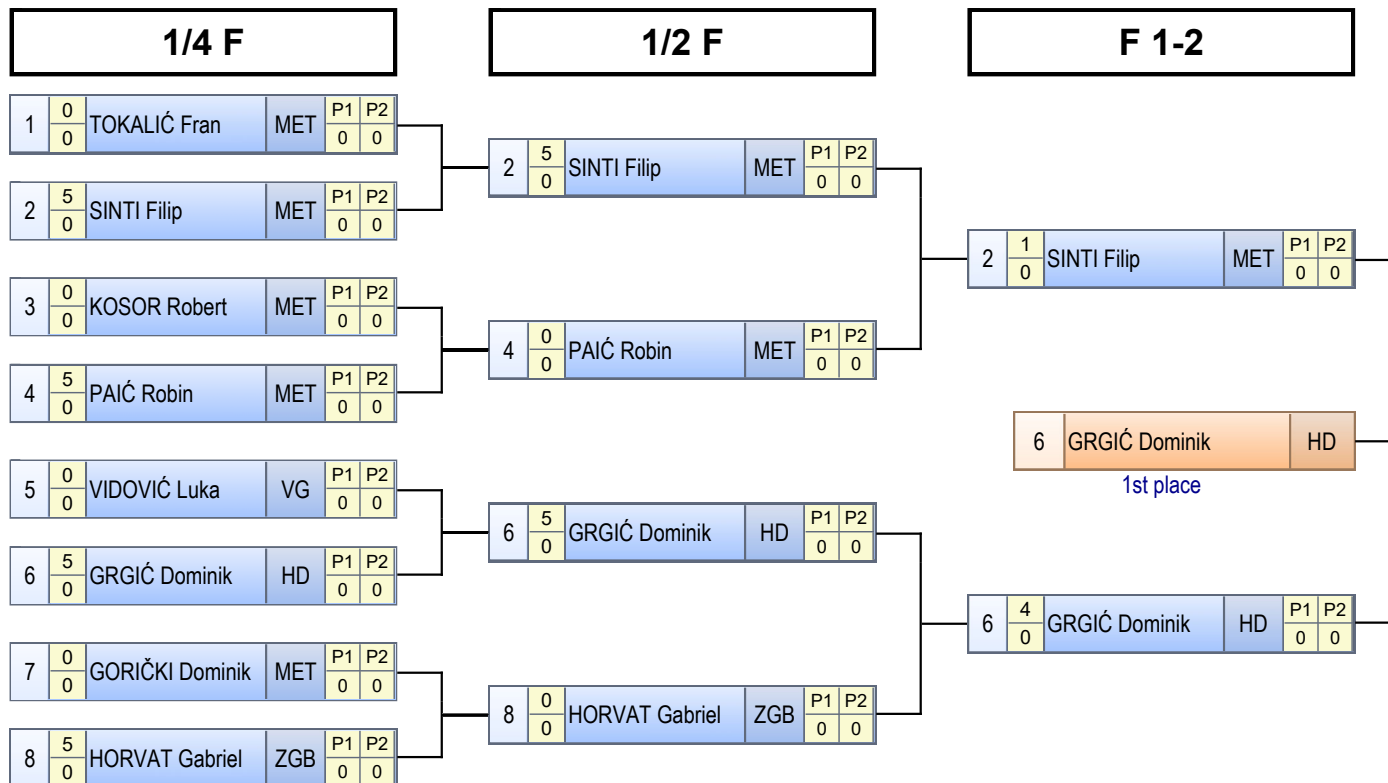 1/4 F
1/2 F
F 1-2
1 0 TOKALIĆ Fran MET P1 P2
0 0 0
2 5 SINTI Filip MET P1 P2
0 0 0
3 0 KOSOR Robert MET P1 P2
0 0 0
4 5 PAIĆ Robin MET P1 P2
0 0 0
5 0 VIDOVIĆ Luka VG P1 P2
0 0 0
6 5 GRGIĆ Dominik HD P1 P2
0 0 0
7 0 GORIČKI Dominik MET P1 P2
0 0 0
8 5 HORVAT Gabriel ZGB P1 P2
0 0 0
2 5 SINTI Filip MET P1 P2
0 0 0
4 0 PAIĆ Robin MET P1 P2
0 0 0
6 5 GRGIĆ Dominik HD P1 P2
0 0 0
8 0 HORVAT Gabriel ZGB P1 P2
0 0 0
2 1 SINTI Filip MET P1 P2
0 0 0
6 GRGIĆ Dominik HD
1st place
6 4 GRGIĆ Dominik HD P1 P2
0 0 0